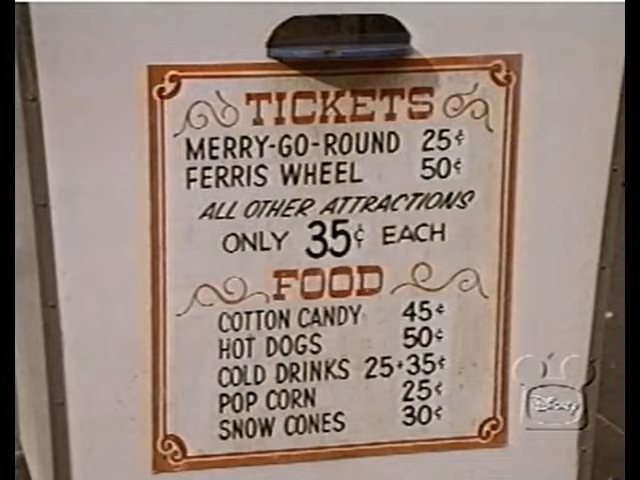 TICKETS
MERRY-GO-ROUND 25¢
FERRIS WHEEL 50¢
ALL OTHER ATTRACTIONS
ONLY 35¢ EACH
FOOD
COTTON CANDY 45¢
HOT DOGS 50¢
COLD DRINKS 25-35¢
POP CORN 25¢
SNOW CONES 30¢
Disney